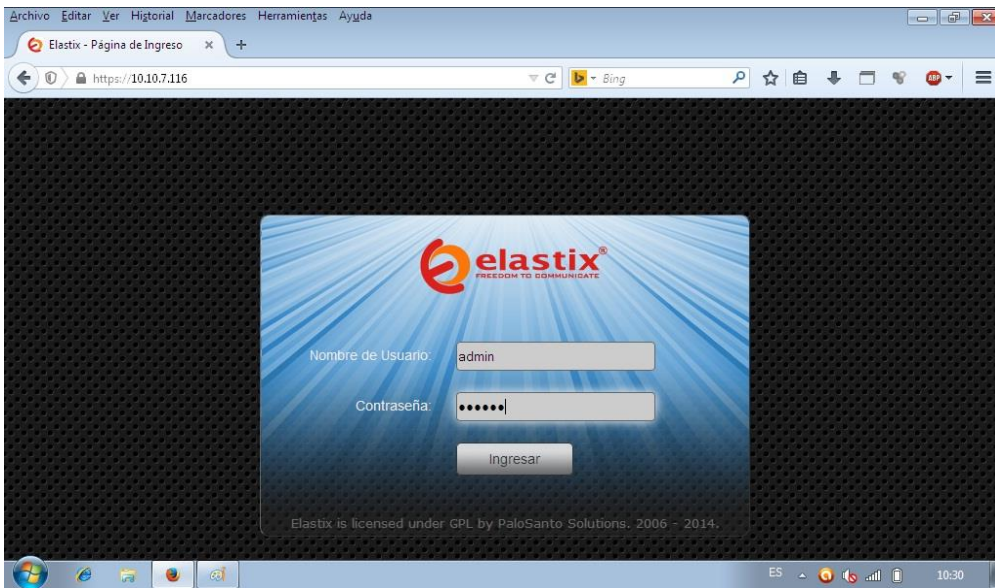 Archivo Editar Ver Historial Marcadores Herramientas Ayuda
Elastix - Página de Ingreso
https://10.10.7.116
Bing
ABP
elastix®
FREEDOM TO COMMUNICATE
Nombre de Usuario: admin
Contraseña: ••••••
Ingresar
Elastix is licensed under GPL by PaloSanto Solutions. 2006 - 2014.
ES 10:30